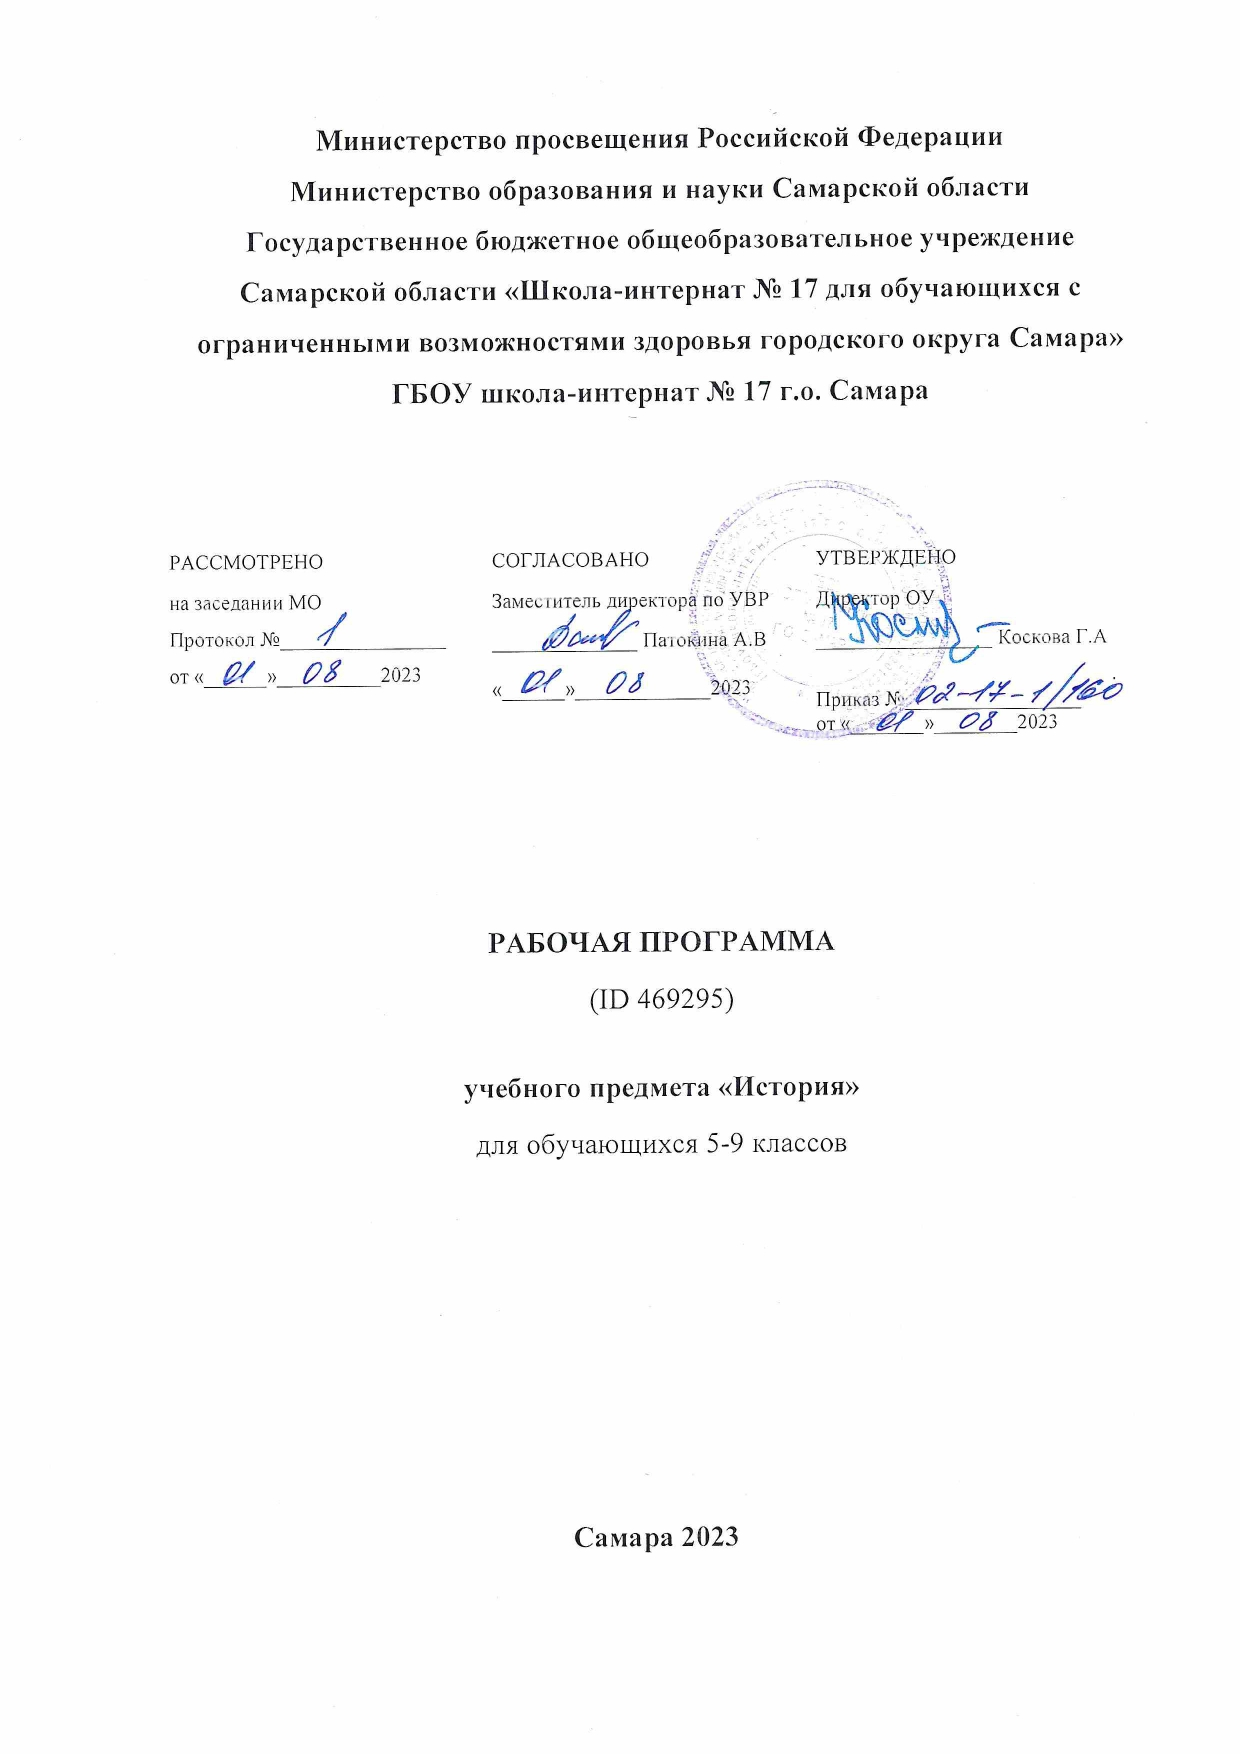 Министерство просвещения Российской Федерации
Министерство образования и науки Самарской области
Государственное бюджетное общеобразовательное учреждение
Самарской области «Школа-интернат № 17 для обучающихся с
ограниченными возможностями здоровья городского округа Самара»
ГБОУ школа-интернат № 17 г.о. Самара
РАССМОТРЕНО
на заседании МО
Протокол № 1
от « 01 » 08 2023
СОГЛАСОВАНО
Заместитель директора по УВР
Патокина А.В
« 01 » 08 2023
УТВЕРЖДЕНО
Директор ОУ
Коскова Г.А
Приказ № 02-17-1/160
от « 01 » 08 2023
РАБОЧАЯ ПРОГРАММА
(ID 469295)
учебного предмета «История»
для обучающихся 5-9 классов
Самара 2023